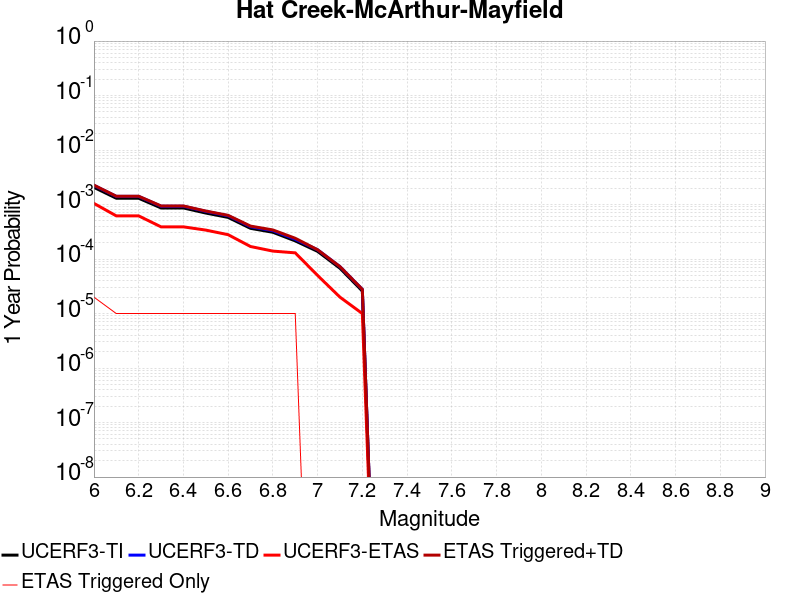 Hat Creek-McArthur-Mayfield
1 Year Probability
10^0
10^-1
10^-2
10^-3
10^-4
10^-5
10^-6
10^-7
10^-8
6 6.2 6.4 6.6 6.8 7 7.2 7.4 7.6 7.8 8 8.2 8.4 8.6 8.8 9
Magnitude
UCERF3-TI UCERF3-TD UCERF3-ETAS ETAS Triggered+TD
ETAS Triggered Only